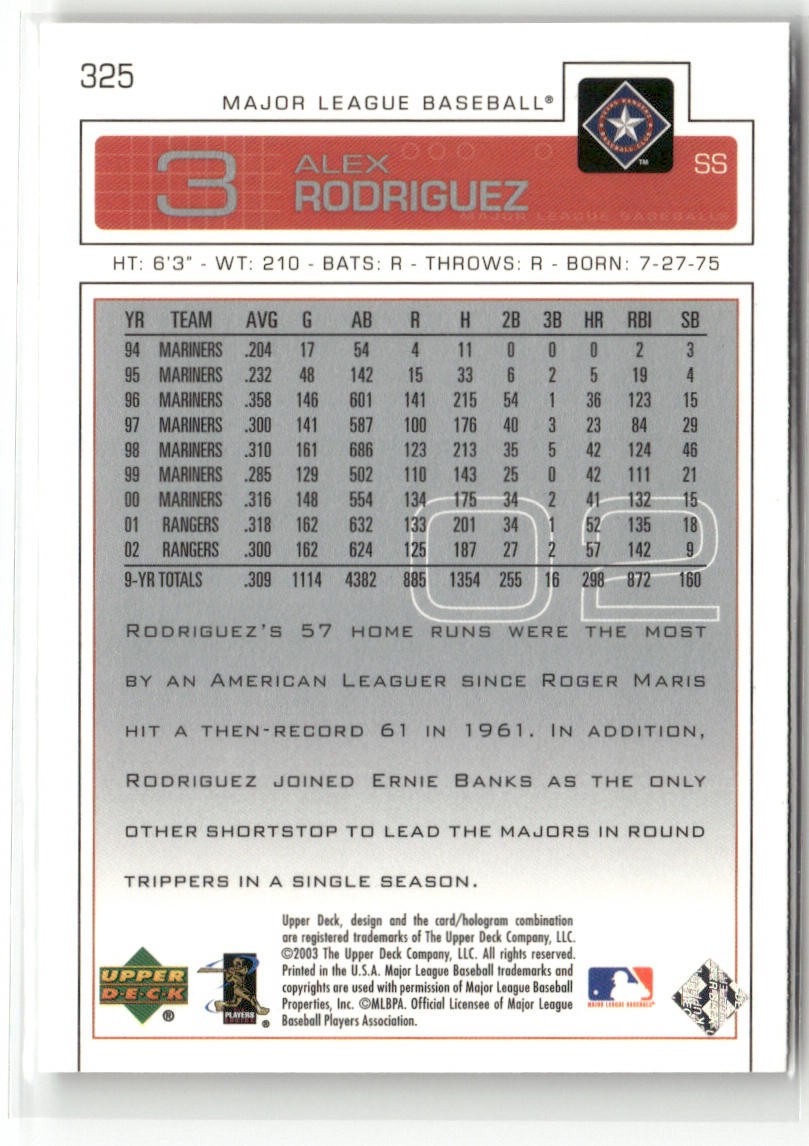 325
MAJOR LEAGUE BASEBALL®
3 ALEX
RODRIGUEZ
SS
TM
MAJOR LEAGUE BASEBALL
HT: 6'3" - WT: 210 - BATS: R - THROWS: R - BORN: 7-27-75
YR TEAM AVG G AB R H 2B 3B HR RBI SB
94 MARINERS .204 17 54 4 11 0 0 0 2 3
95 MARINERS .232 48 142 15 33 6 2 5 19 4
96 MARINERS .358 146 601 141 215 54 1 36 123 15
97 MARINERS .300 141 587 100 176 40 3 23 84 29
98 MARINERS .310 161 686 123 213 35 5 42 124 46
99 MARINERS .285 129 502 110 143 25 0 42 111 21
00 MARINERS .316 148 554 134 175 34 2 41 132 15
01 RANGERS .318 162 632 133 201 34 1 52 135 18
02 RANGERS .300 162 624 125 187 27 2 57 142 9
9-YR TOTALS .309 1114 4382 885 1354 255 16 298 872 160
02
RODRIGUEZ'S 57 HOME RUNS WERE THE MOST
BY AN AMERICAN LEAGUER SINCE ROGER MARIS
HIT A THEN-RECORD 61 IN 1961. IN ADDITION,
RODRIGUEZ JOINED ERNIE BANKS AS THE ONLY
OTHER SHORTSTOP TO LEAD THE MAJORS IN ROUND
TRIPPERS IN A SINGLE SEASON.
Upper Deck, design and the card/hologram combination
are registered trademarks of The Upper Deck Company, LLC.
©2003 The Upper Deck Company, LLC. All rights reserved.
Printed in the U.S.A. Major League Baseball trademarks and
copyrights are used with permission of Major League Baseball
Properties, Inc. ©MLBPA. Official Licensee of Major League
Baseball Players Association.
UPPER
D·E·C·K
®
PLAYERS
CHOICE
®
MAJOR LEAGUE BASEBALL®